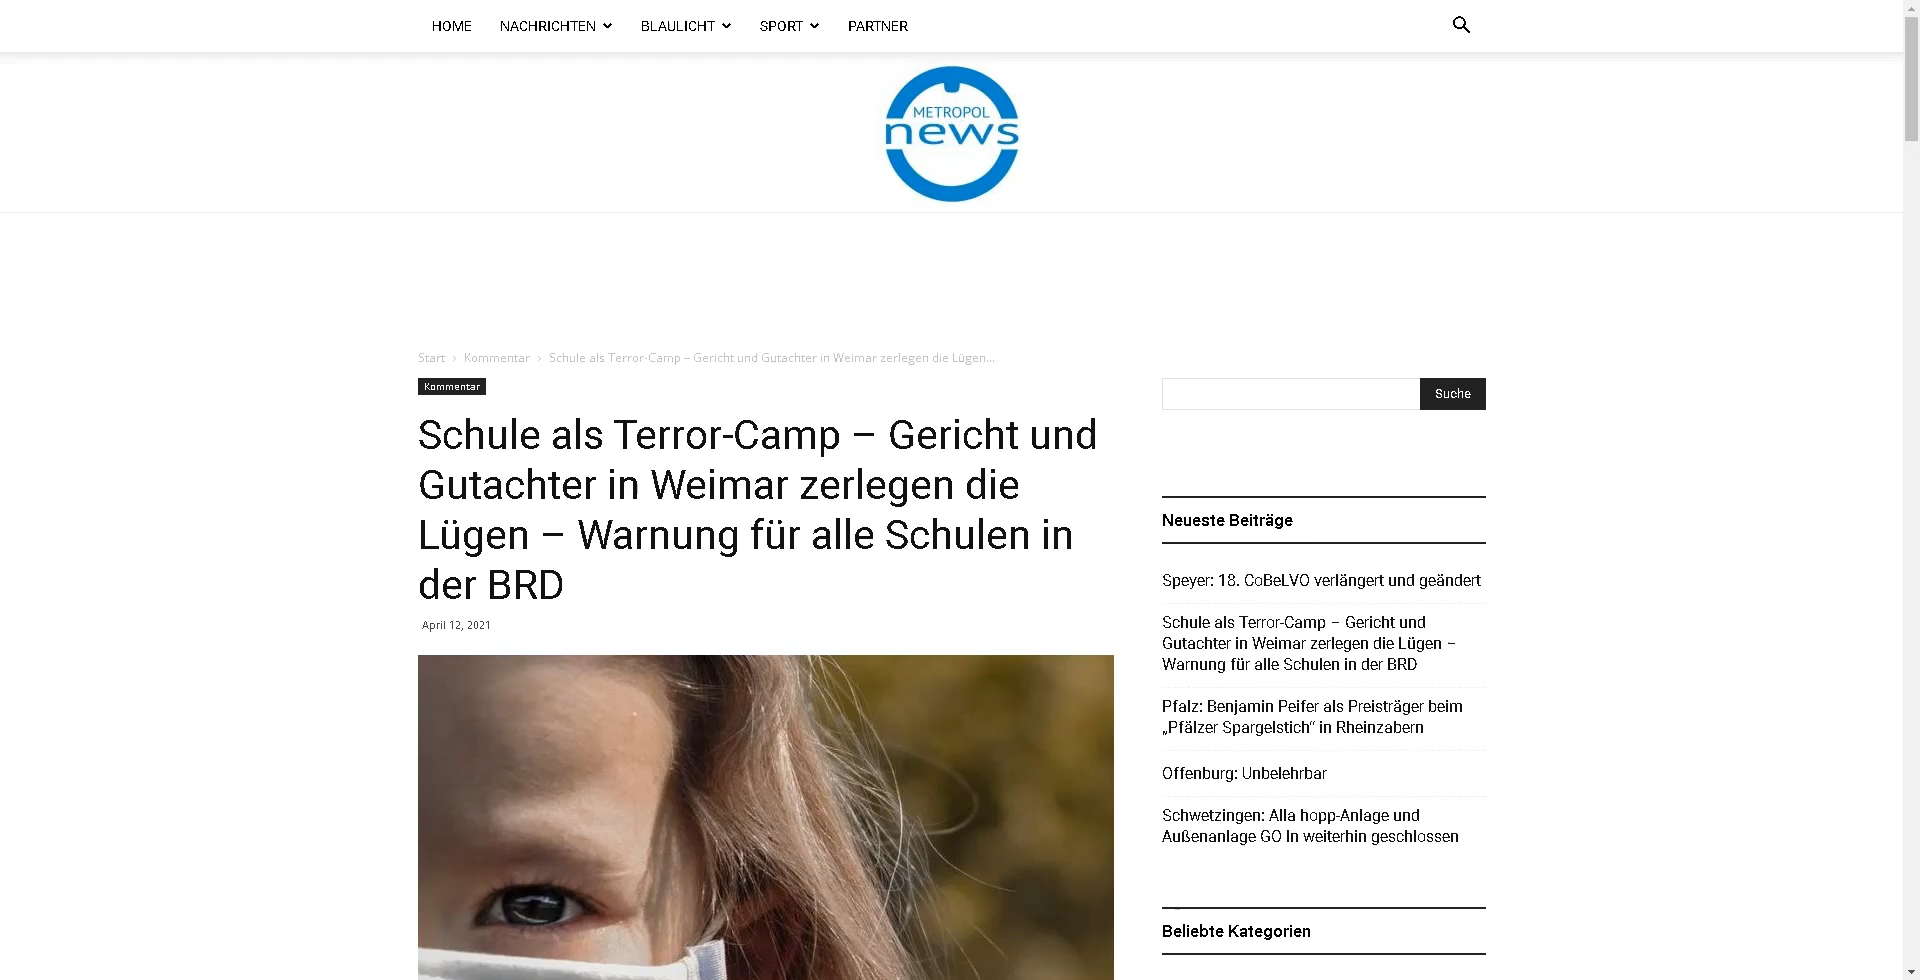 HOME NACHRICHTEN BLAULICHT SPORT PARTNER
METROPOL
news
Start > Kommentar > Schule als Terror-Camp – Gericht und Gutachter in Weimar zerlegen die Lügen...
Kommentar
Schule als Terror-Camp – Gericht und
Gutachter in Weimar zerlegen die
Lügen – Warnung für alle Schulen in
der BRD
April 12, 2021
Suche
Neueste Beiträge
Speyer: 18. CoBeLVO verlängert und geändert
Schule als Terror-Camp – Gericht und
Gutachter in Weimar zerlegen die Lügen –
Warnung für alle Schulen in der BRD
Pfalz: Benjamin Peifer als Preisträger beim
„Pfälzer Spargelstich“ in Rheinzabern
Offenburg: Unbelehrbar
Schwetzingen: Alla hopp-Anlage und
Außenanlage GO In weiterhin geschlossen
Beliebte Kategorien